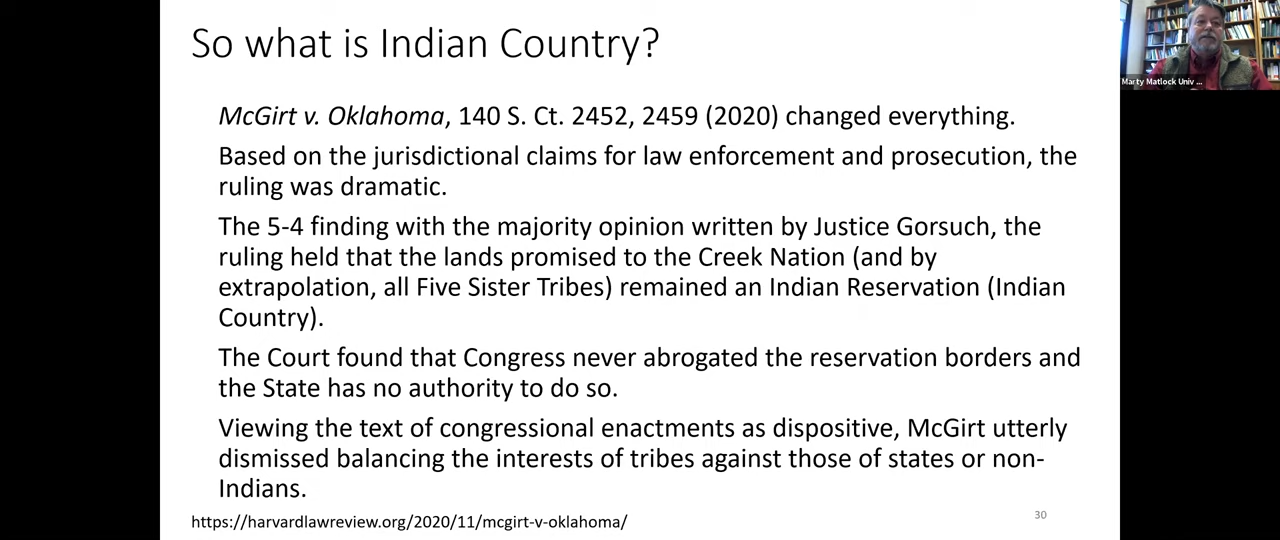 So what is Indian Country?
McGirt v. Oklahoma, 140 S. Ct. 2452, 2459 (2020) changed everything.
Based on the jurisdictional claims for law enforcement and prosecution, the
ruling was dramatic.
The 5-4 finding with the majority opinion written by Justice Gorsuch, the
ruling held that the lands promised to the Creek Nation (and by
extrapolation, all Five Sister Tribes) remained an Indian Reservation (Indian
Country).
The Court found that Congress never abrogated the reservation borders and
the State has no authority to do so.
Viewing the text of congressional enactments as dispositive, McGirt utterly
dismissed balancing the interests of tribes against those of states or non-
Indians.
https://harvardlawreview.org/2020/11/mcgirt-v-oklahoma/
30
Marty Matlock Univ ...